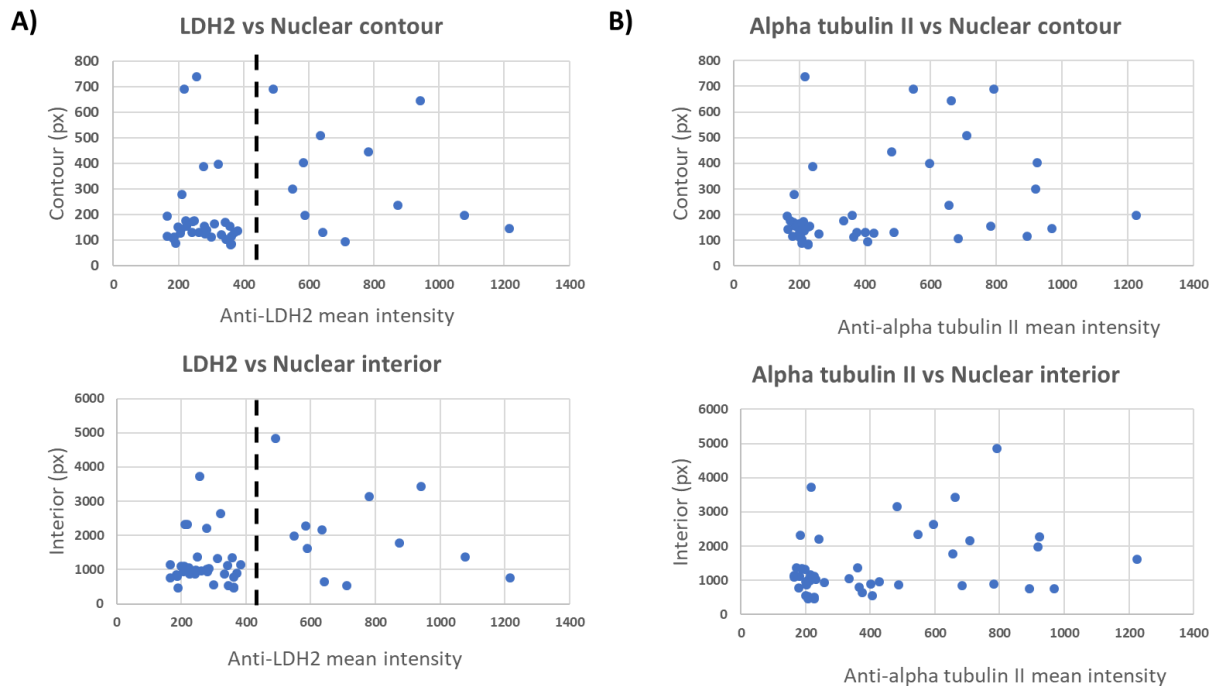 A)
LDH2 vs Nuclear contour
800
700
600
500
400
300
200
100
0
Contour (px)
0 200 400 600 800 1000 1200 1400
Anti-LDH2 mean intensity
B)
Alpha tubulin II vs Nuclear contour
800
700
600
500
400
300
200
100
0
Contour (px)
0 200 400 600 800 1000 1200 1400
Anti-alpha tubulin II mean intensity
LDH2 vs Nuclear interior
6000
5000
4000
3000
2000
1000
0
Interior (px)
0 200 400 600 800 1000 1200 1400
Anti-LDH2 mean intensity
Alpha tubulin II vs Nuclear interior
6000
5000
4000
3000
2000
1000
0
Interior (px)
0 200 400 600 800 1000 1200 1400
Anti-alpha tubulin II mean intensity